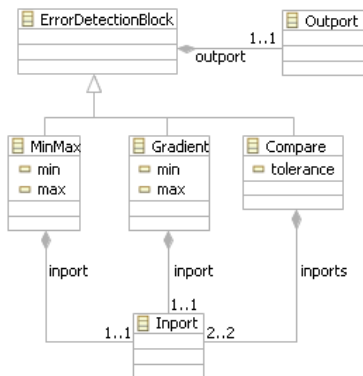 ErrorDetectionBlock
Outport
1..1
outport
MinMax
min
max
Gradient
min
max
Compare
tolerance
inport
inport
inports
1..1
1..1
2..2
Inport